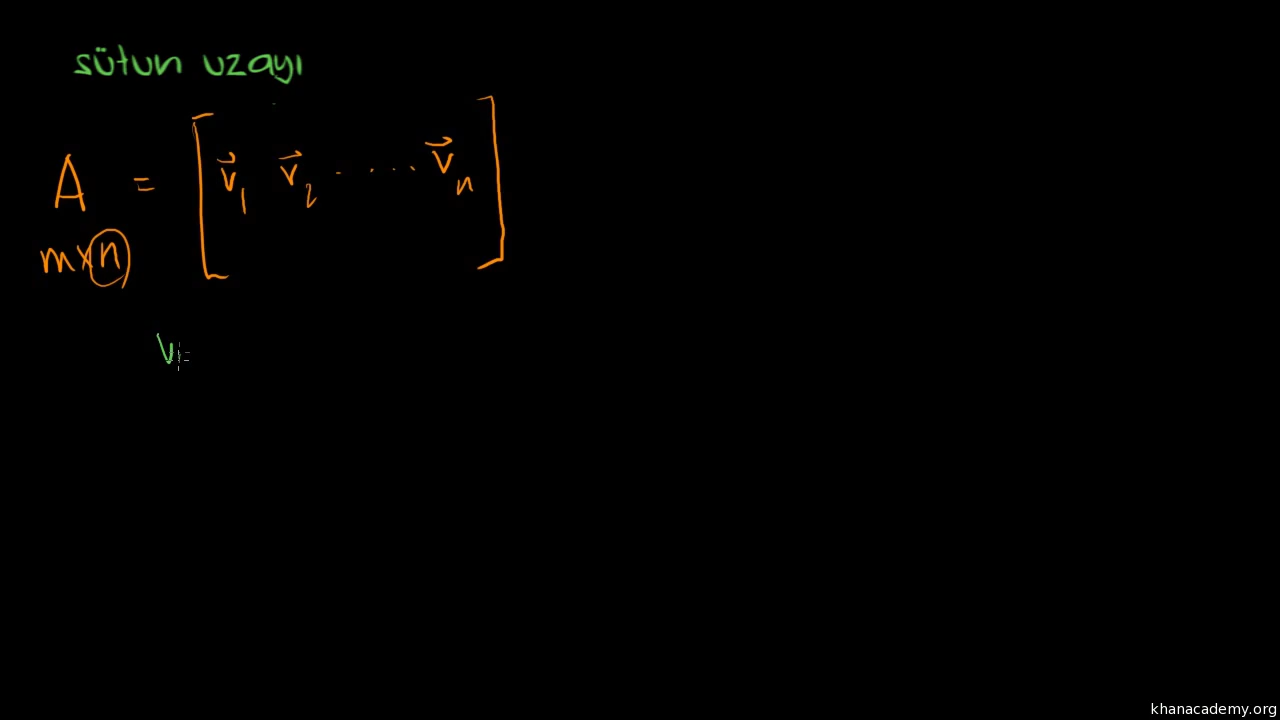 sütun uzayı
A = [ v⃗₁ v⃗₂ ..... v⃗ₙ ]
m×n
v
khanacademy.org